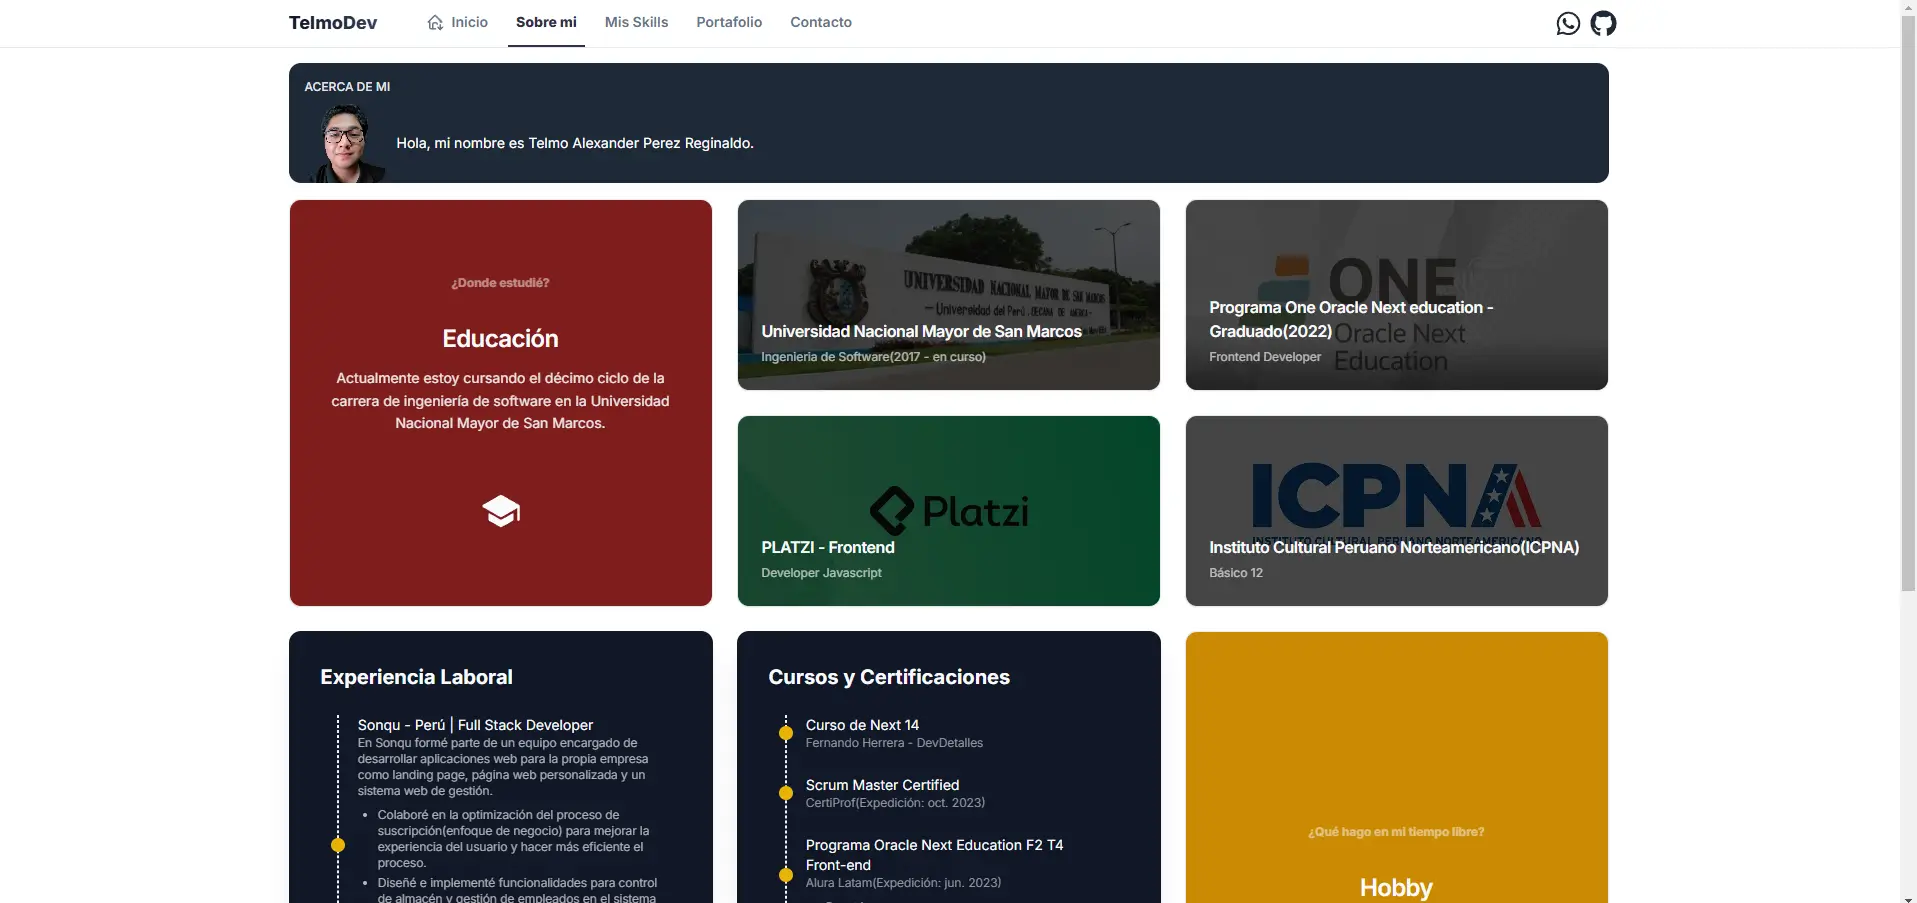 TelmoDev
Inicio
Sobre mi
Mis Skills
Portafolio
Contacto
ACERCA DE MI
Hola, mi nombre es Telmo Alexander Perez Reginaldo.
¿Donde estudié?
Educación
Actualmente estoy cursando el décimo ciclo de la
carrera de ingeniería de software en la Universidad
Nacional Mayor de San Marcos.
UNIVERSIDAD NACIONAL MAYOR DE SAN MARCOS
Universidad del Perú, DECANA DE AMÉRICA
Universidad Nacional Mayor de San Marcos
Ingenieria de Software(2017 - en curso)
ONE
Oracle Next
Education
Programa One Oracle Next education -
Graduado(2022)
Frontend Developer
Platzi
PLATZI - Frontend
Developer Javascript
ICPNA
INSTITUTO CULTURAL PERUANO NORTEAMERICANO
Instituto Cultural Peruano Norteamericano(ICPNA)
Básico 12
Experiencia Laboral
Sonqu - Perú | Full Stack Developer
En Sonqu formé parte de un equipo encargado de
desarrollar aplicaciones web para la propia empresa
como landing page, página web personalizada y un
sistema web de gestión.
• Colaboré en la optimización del proceso de
suscripción(enfoque de negocio) para mejorar la
experiencia del usuario y hacer más eficiente el
proceso.
• Diseñé e implementé funcionalidades para control
de almacén y gestión de empleados en el sistema
Cursos y Certificaciones
Curso de Next 14
Fernando Herrera - DevDetalles
Scrum Master Certified
CertiProf(Expedición: oct. 2023)
Programa Oracle Next Education F2 T4
Front-end
Alura Latam(Expedición: jun. 2023)
¿Qué hago en mi tiempo libre?
Hobby